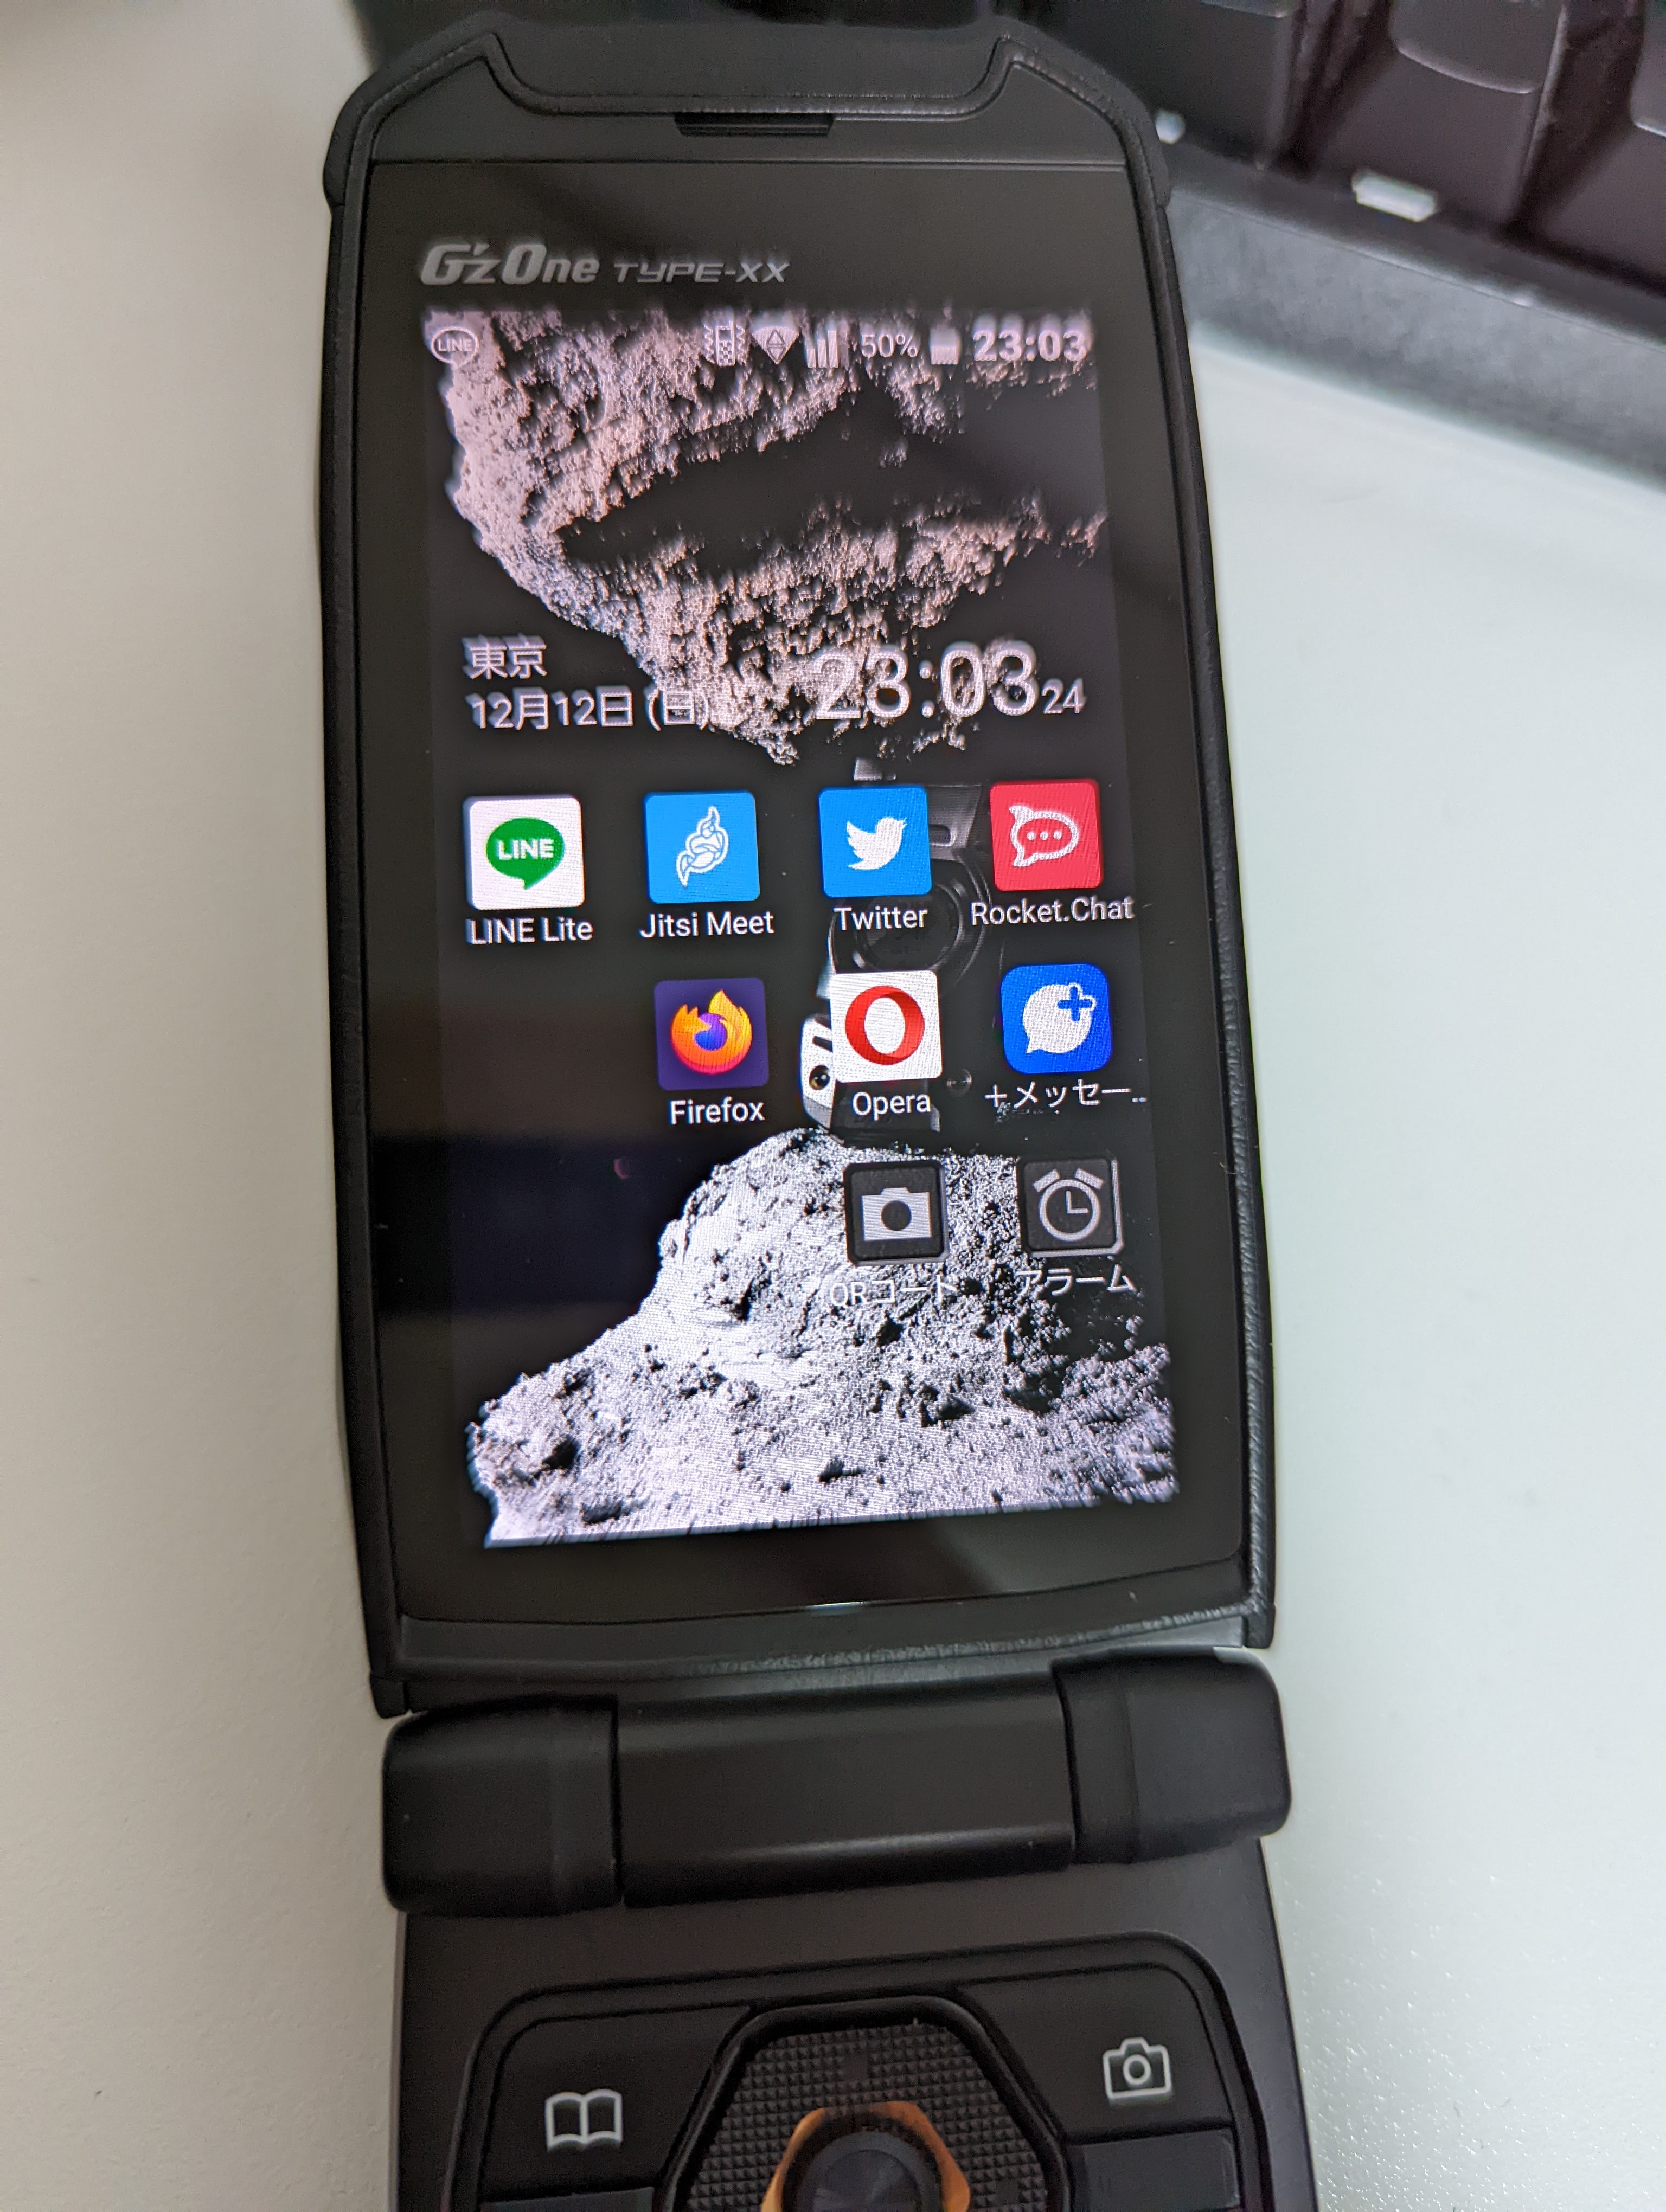 G'zOne TYPE-XX
LINE 50% 23:03
東京
12月12日 (日)
23:03 24
LINE
LINE Lite
Jitsi Meet
Twitter
Rocket.Chat
Firefox
Opera
+メッセー..
QRコード
アラーム